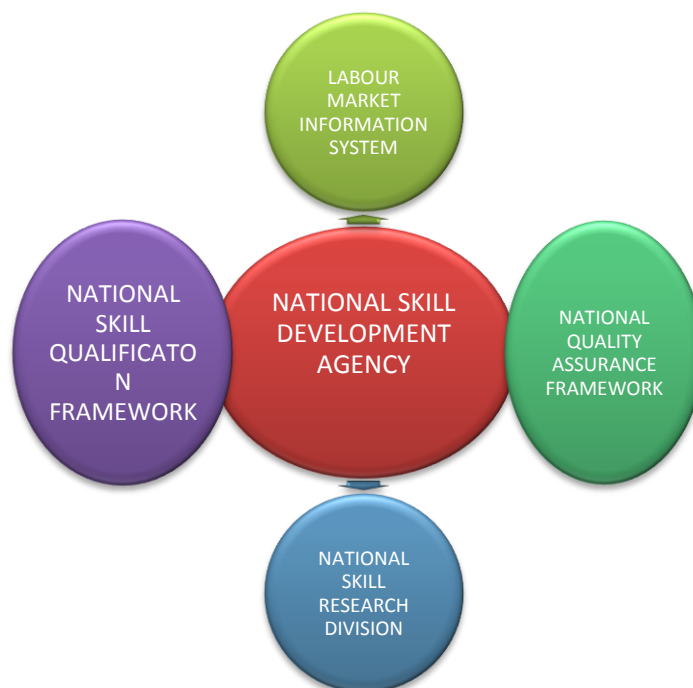 LABOUR
MARKET
INFORMATION
SYSTEM
NATIONAL
SKILL
QUALIFICATO
N
FRAMEWORK
NATIONAL SKILL
DEVELOPMENT
AGENCY
NATIONAL
QUALITY
ASSURANCE
FRAMEWORK
NATIONAL
SKILL
RESEARCH
DIVISION